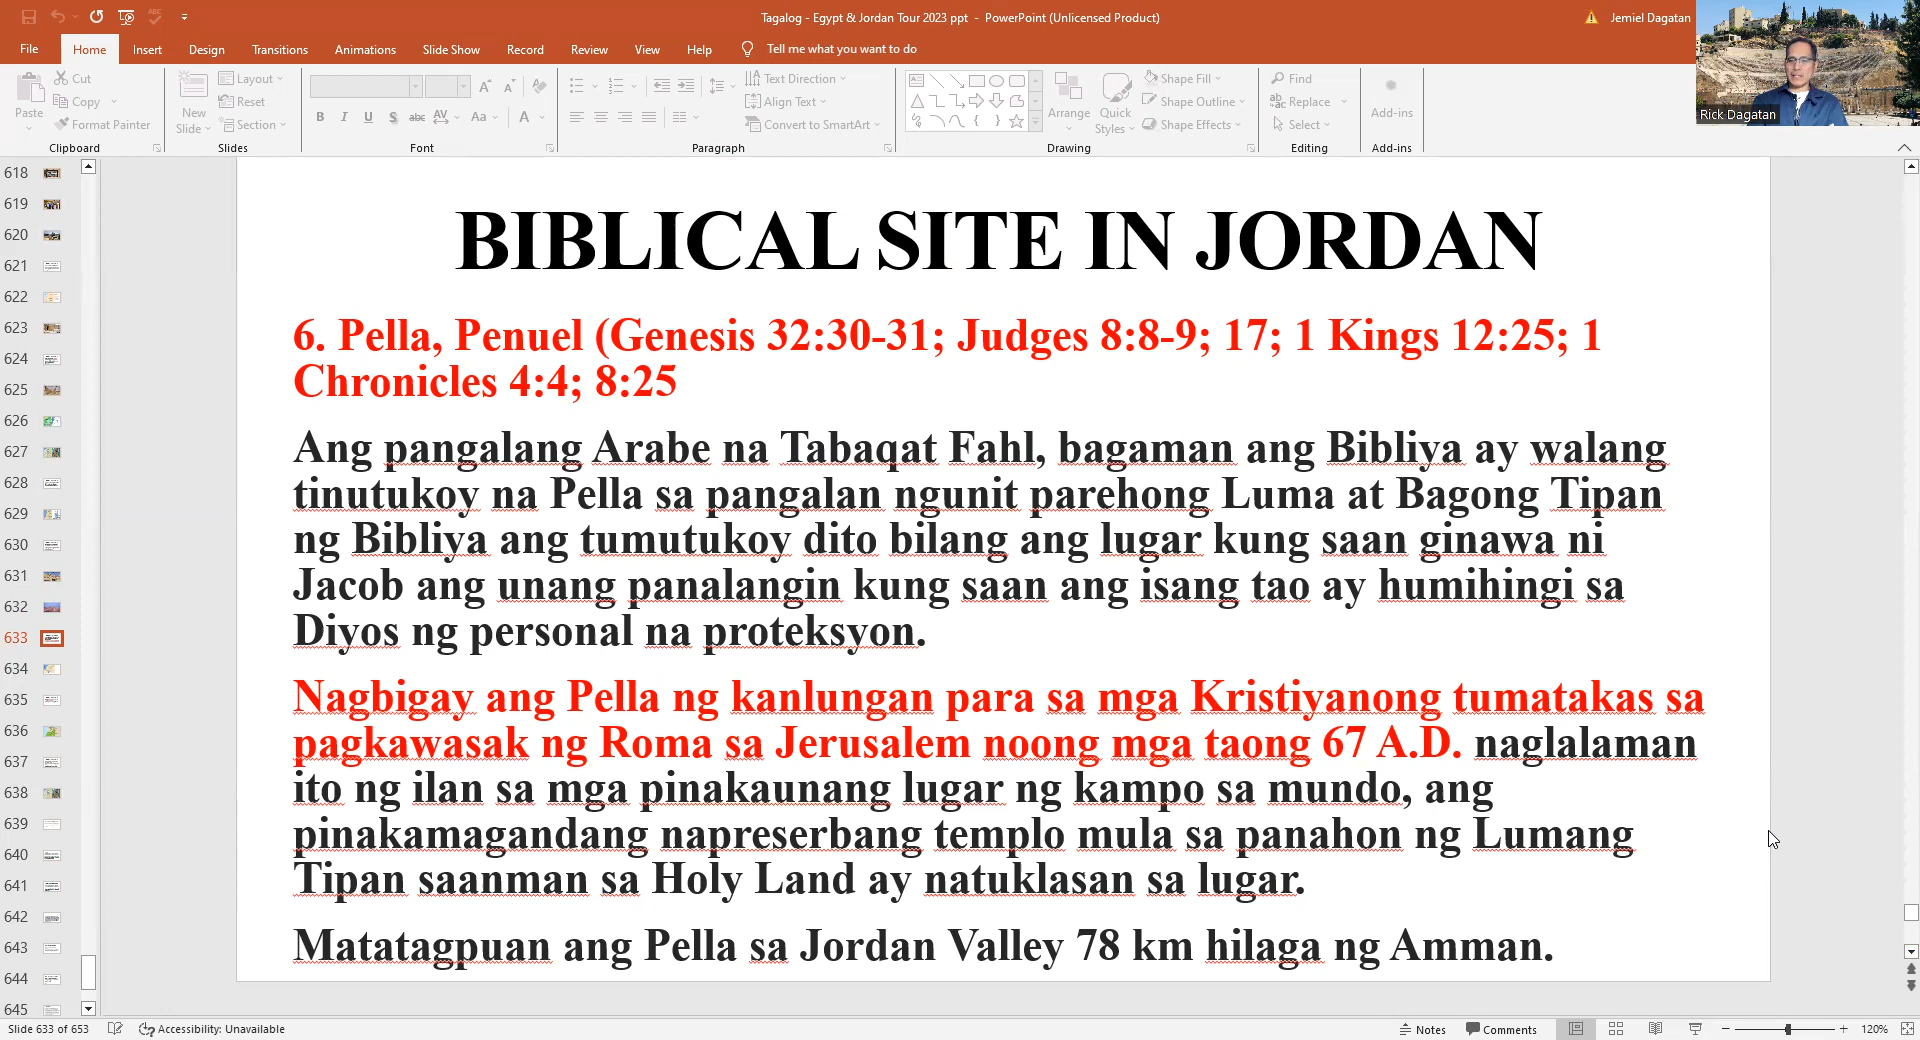 Tagalog - Egypt & Jordan Tour 2023 ppt - PowerPoint (Unlicensed Product)
Jemiel Dagatan
File Home Insert Design Transitions Animations Slide Show Record Review View Help Tell me what you want to do
Paste
Cut
Copy
Format Painter
Clipboard
New Slide
Layout
Reset
Section
Slides
B I U S abc AV Aa A
Font
Text Direction
Align Text
Convert to SmartArt
Paragraph
Arrange
Quick Styles
Shape Fill
Shape Outline
Shape Effects
Drawing
Find
Replace
Select
Editing
Add-ins
Add-ins
Rick Dagatan
618
619
620
621
622
623
624
625
626
627
628
629
630
631
632
633
634
635
636
637
638
639
640
641
642
643
644
645
BIBLICAL SITE IN JORDAN
6. Pella, Penuel (Genesis 32:30-31; Judges 8:8-9; 17; 1 Kings 12:25; 1
Chronicles 4:4; 8:25
Ang pangalang Arabe na Tabaqat Fahl, bagaman ang Bibliya ay walang
tinutukoy na Pella sa pangalan ngunit parehong Luma at Bagong Tipan
ng Bibliya ang tumutukoy dito bilang ang lugar kung saan ginawa ni
Jacob ang unang panalangin kung saan ang isang tao ay humihingi sa
Diyos ng personal na proteksyon.
Nagbigay ang Pella ng kanlungan para sa mga Kristiyanong tumatakas sa
pagkawasak ng Roma sa Jerusalem noong mga taong 67 A.D. naglalaman
ito ng ilan sa mga pinakaunang lugar ng kampo sa mundo, ang
pinakamagandang napreserbang templo mula sa panahon ng Lumang
Tipan saanman sa Holy Land ay natuklasan sa lugar.
Matatagpuan ang Pella sa Jordan Valley 78 km hilaga ng Amman.
Slide 633 of 653 Accessibility: Unavailable Notes Comments 120%